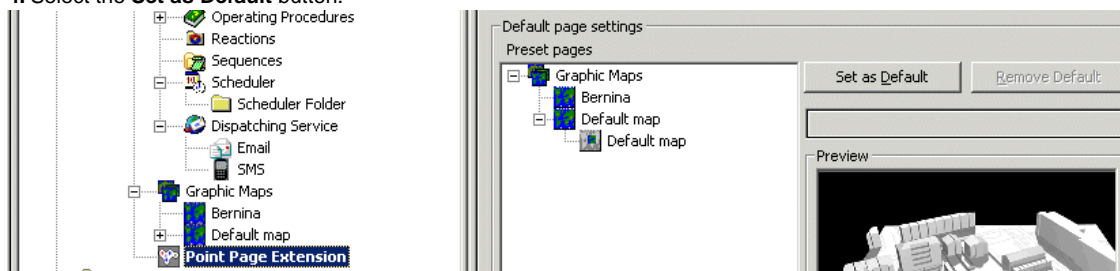 4. Select the Set as Default button.
Operating Procedures
Reactions
Sequences
Scheduler
Scheduler Folder
Dispatching Service
Email
SMS
Graphic Maps
Bernina
Default map
Point Page Extension
Default page settings
Preset pages
Graphic Maps
Bernina
Default map
Default map
Set as Default
Remove Default
Preview